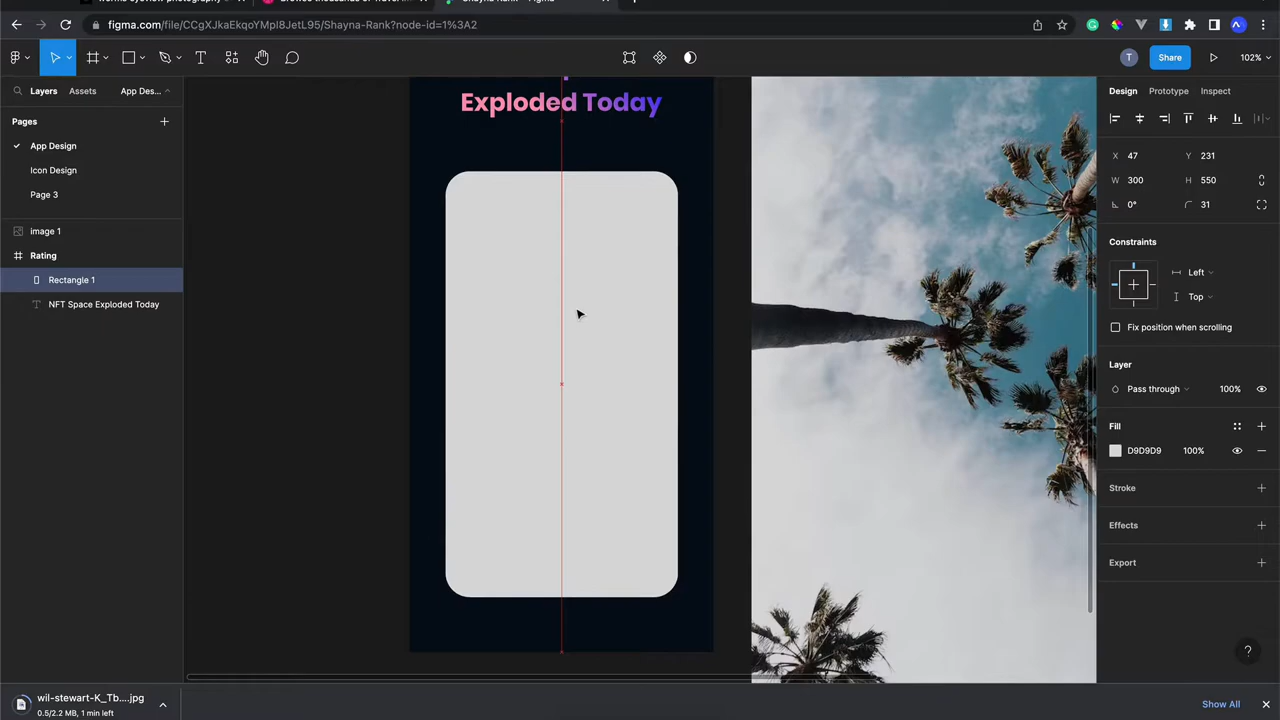 figma.com/file/CCgXJkaEkqoYMpI8JetL95/Shayna-Rank?node-id=1%3A2
T
Share
102%
Layers
Assets
App Des...
Pages
App Design
Icon Design
Page 3
image 1
Rating
Rectangle 1
NFT Space Exploded Today
Exploded Today
Design
Prototype
Inspect
X 47
Y 231
W 300
H 550
0°
31
Constraints
Left
Top
Fix position when scrolling
Layer
Pass through
100%
Fill
D9D9D9
100%
Stroke
Effects
Export
?
wil-stewart-K_Tb....jpg
0.5/2.2 MB, 1 min left
Show All